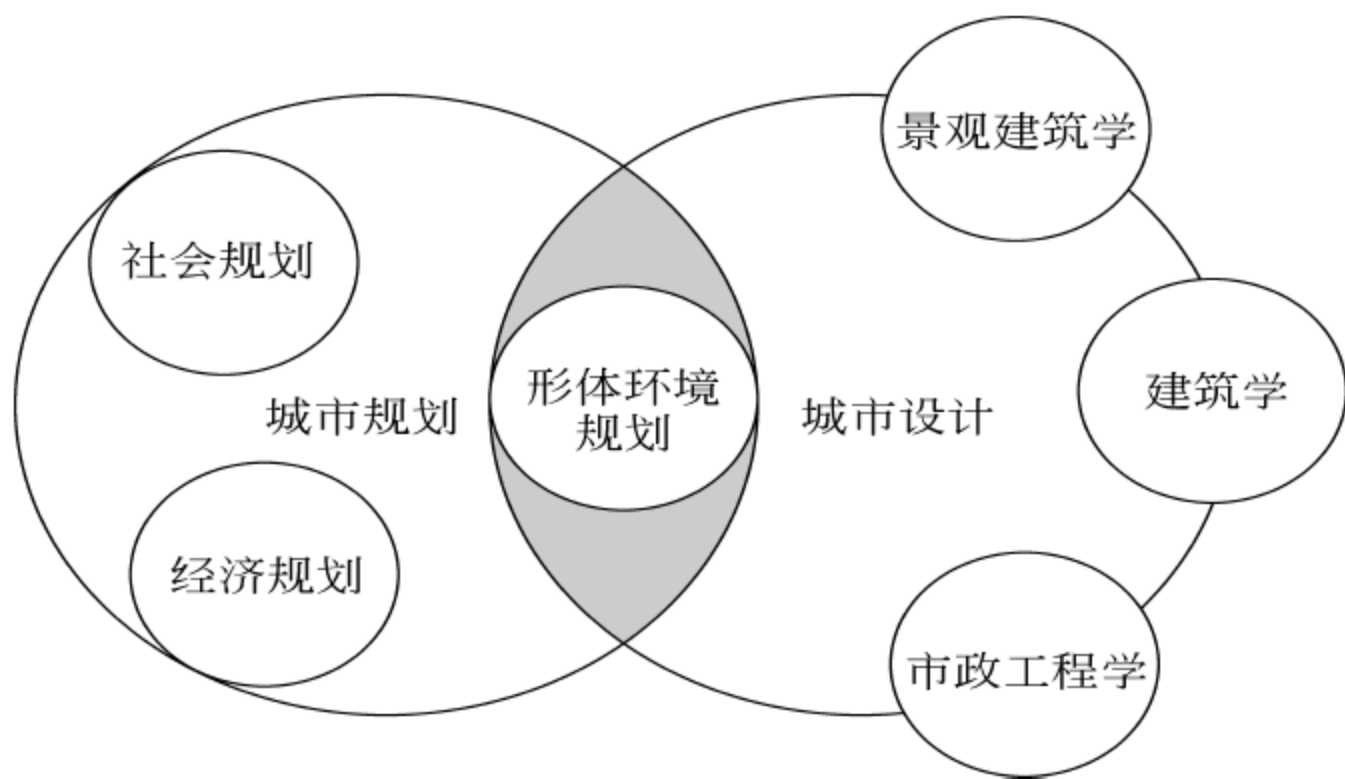 景观建筑学
社会规划
形体环境
规划
城市规划
城市设计
建筑学
经济规划
市政工程学